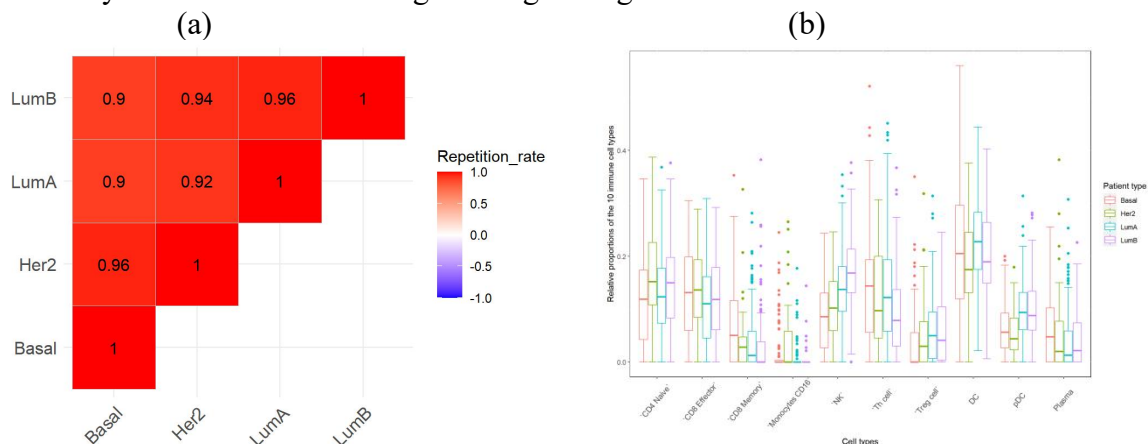 (a)
(b)
LumB
0.9
0.94
0.96
1
LumA
0.9
0.92
1
Her2
0.96
1
Basal
1
Basal
Her2
LumA
LumB
Repetition_rate
1.0
0.5
0.0
-0.5
-1.0
Relative proportions of the 10 immune cell types
0.4
0.2
0.0
`CD4 Naive`
`CD8 Effector`
`CD8 Memory`
`Monocytes CD16`
`NK`
`Th cell`
`Treg cell`
DC
pDC
Plasma
Cell types
Patient type
Basal
Her2
LumA
LumB